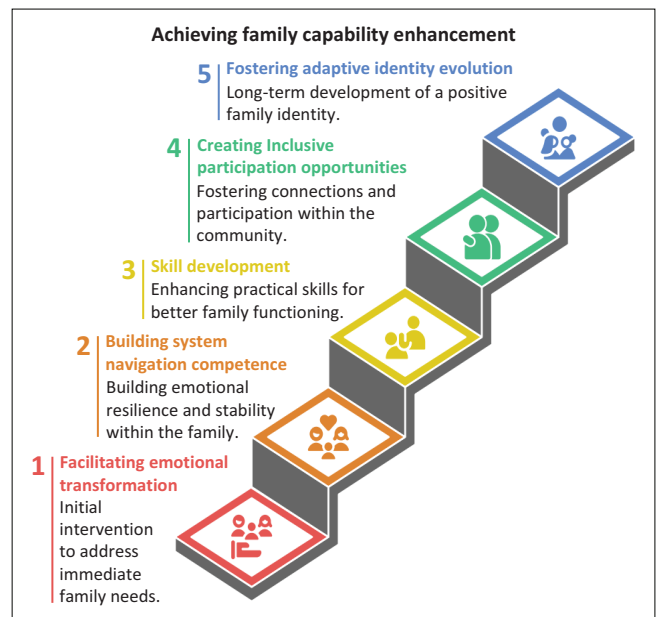 Achieving family capability enhancement
5 Fostering adaptive identity evolution
Long-term development of a positive
family identity.
4 Creating Inclusive
participation opportunities
Fostering connections and
participation within the
community.
3 Skill development
Enhancing practical skills for
better family functioning.
2 Building system
navigation competence
Building emotional
resilience and stability
within the family.
1 Facilitating emotional
transformation
Initial
intervention
to address
immediate
family needs.